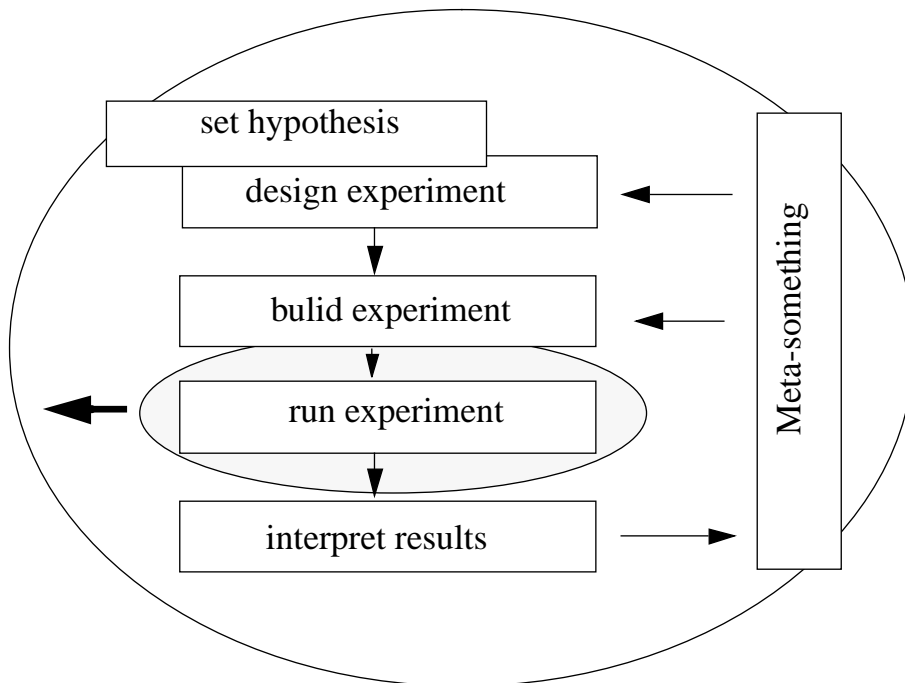 set hypothesis
design experiment
bulid experiment
run experiment
interpret results
Meta-something